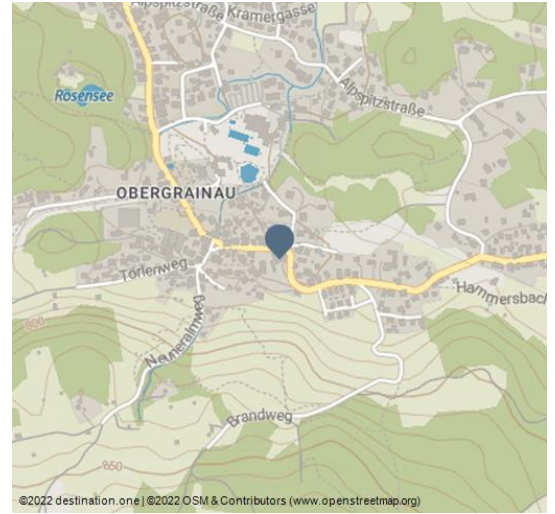 Alpspitzstraße
Kramergasse
Rosensee
Alpspitzstraße
OBERGRAINAU
Törlenweg
Hammersbach
Neuneralmweg
800
Brandweg
850
©2022 destination.one | ©2022 OSM & Contributors (www.openstreetmap.org)